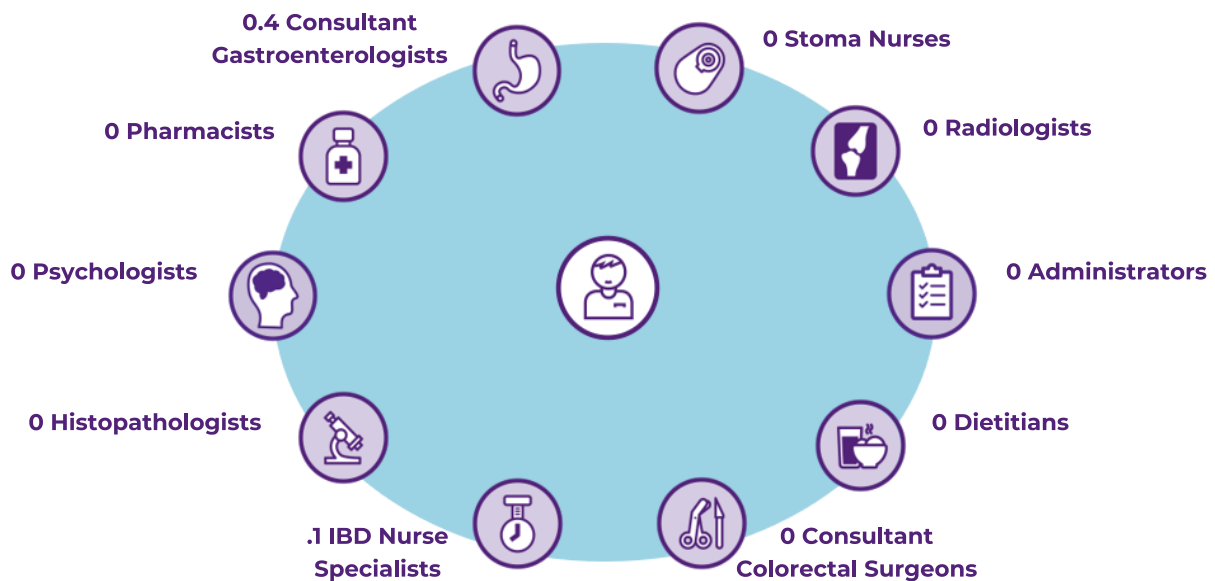 0.4 Consultant
Gastroenterologists
0 Stoma Nurses
0 Pharmacists
0 Radiologists
0 Psychologists
0 Administrators
0 Histopathologists
0 Dietitians
.1 IBD Nurse
Specialists
0 Consultant
Colorectal Surgeons